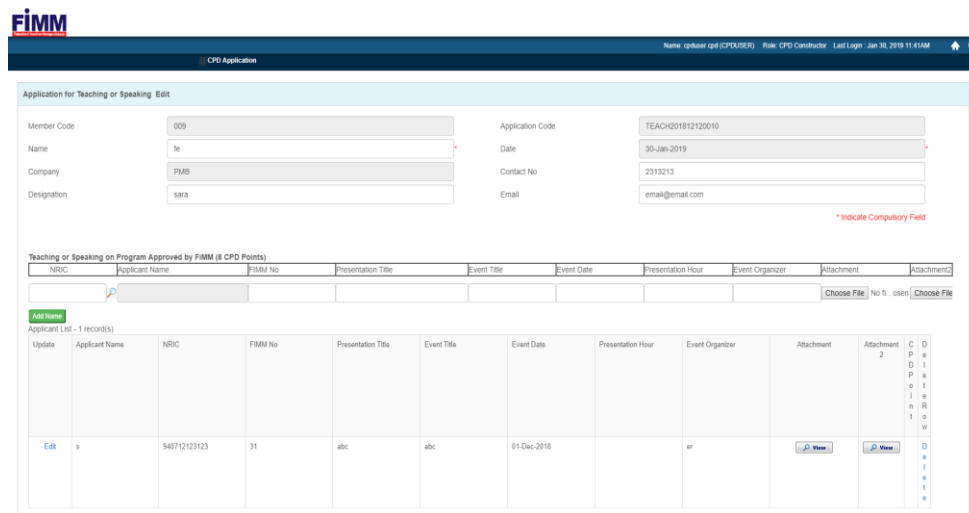 FiMM
Name: cpduser cpd (CPDUSER) Role: CPD Constructor Last Login : Jan 30, 2019 11:41AM
CPD Application
Application for Teaching or Speaking Edit
Member Code 009 Application Code TEACH201812120010
Name fe * Date 30-Jan-2019 *
Company PMB Contact No 2313213
Designation sara Email email@email.com
* Indicate Compulsory Field
Teaching or Speaking on Program Approved by FiMM (8 CPD Points)
NRIC Applicant Name FIMM No Presentation Title Event Title Event Date Presentation Hour Event Organizer Attachment Attachment2
Choose File No fi...osen Choose File
Add Name
Applicant List - 1 record(s)
Update Applicant Name NRIC FIMM No Presentation Title Event Title Event Date Presentation Hour Event Organizer Attachment Attachment 2 CPD Point Delete Row
Edit s 940712123123 31 abc abc 01-Dec-2018 er View View Delete